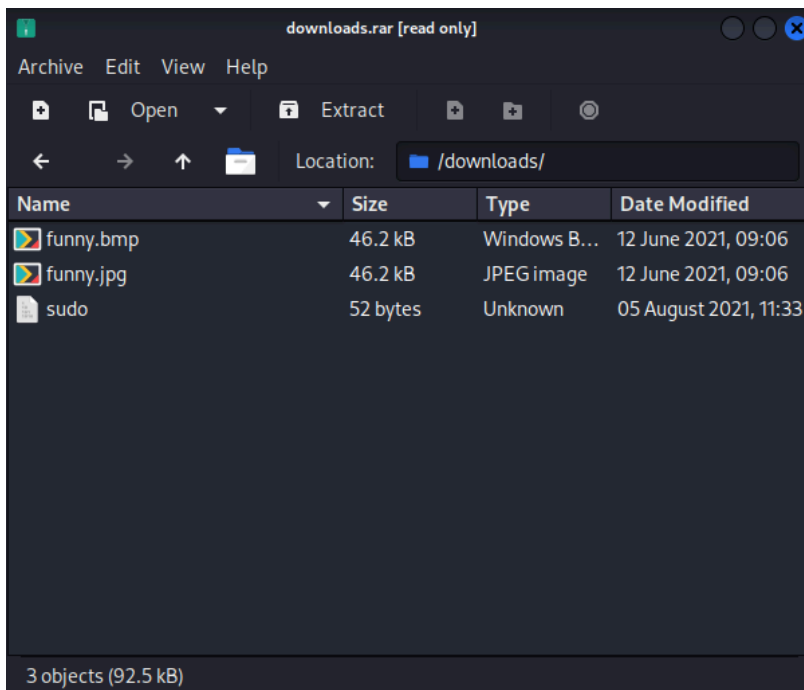 downloads.rar [read only]
Archive Edit View Help
Open Extract
Location: /downloads/
Name Size Type Date Modified
funny.bmp 46.2 kB Windows B... 12 June 2021, 09:06
funny.jpg 46.2 kB JPEG image 12 June 2021, 09:06
sudo 52 bytes Unknown 05 August 2021, 11:33
3 objects (92.5 kB)